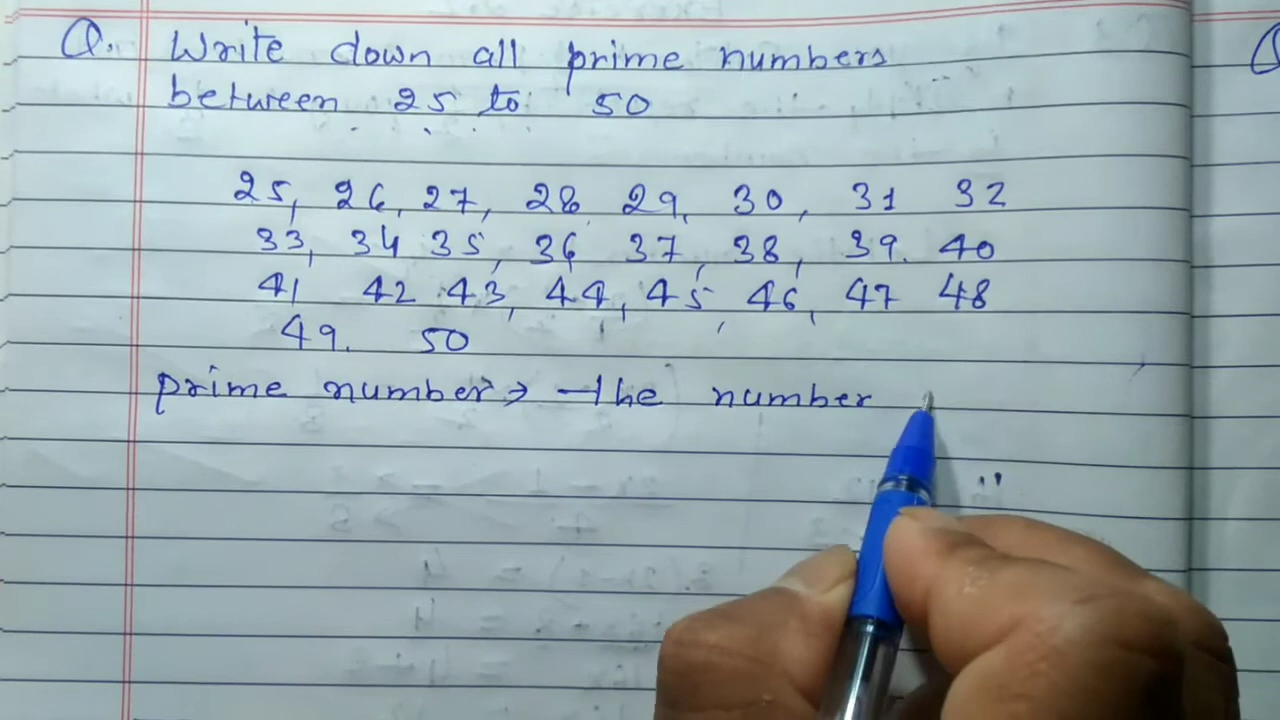 Q. Write down all prime numbers
between 25 to 50
25, 26, 27, 28 29, 30, 31 32
33, 34 35, 36 37, 38, 39. 40
41 42 43, 44, 45, 46, 47 48
49. 50
prime number → the number